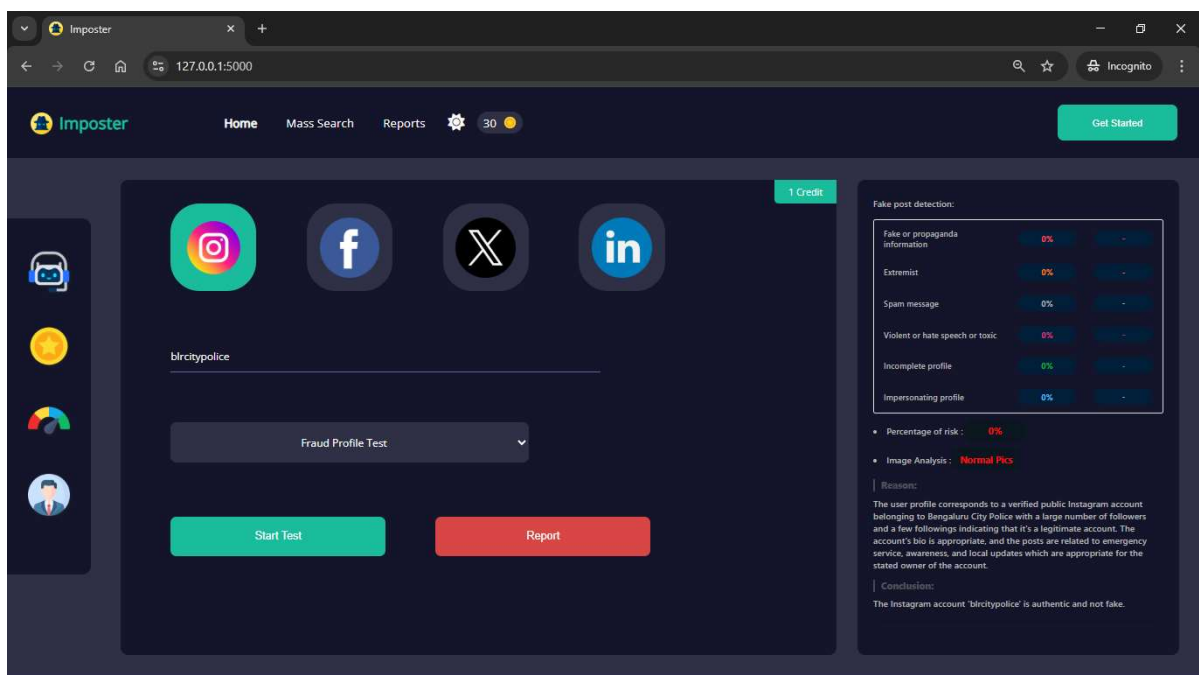 Imposter
127.0.0.1:5000
Incognito
Imposter
Home
Mass Search
Reports
30
Get Started
1 Credit
in
blrcitypolice
Fraud Profile Test
Start Test
Report
Fake post detection:
Fake or propaganda
information
0%
-
Extremist
0%
-
Spam message
0%
-
Violent or hate speech or toxic
0%
-
Incomplete profile
0%
-
Impersonating profile
0%
-
Percentage of risk : 0%
Image Analysis : Normal Pics
Reason:
The user profile corresponds to a verified public Instagram account
belonging to Bengaluru City Police with a large number of followers
and a few followings indicating that it's a legitimate account. The
account's bio is appropriate, and the posts are related to emergency
service, awareness, and local updates which are appropriate for the
stated owner of the account.
Conclusion:
The Instagram account 'blrcitypolice' is authentic and not fake.